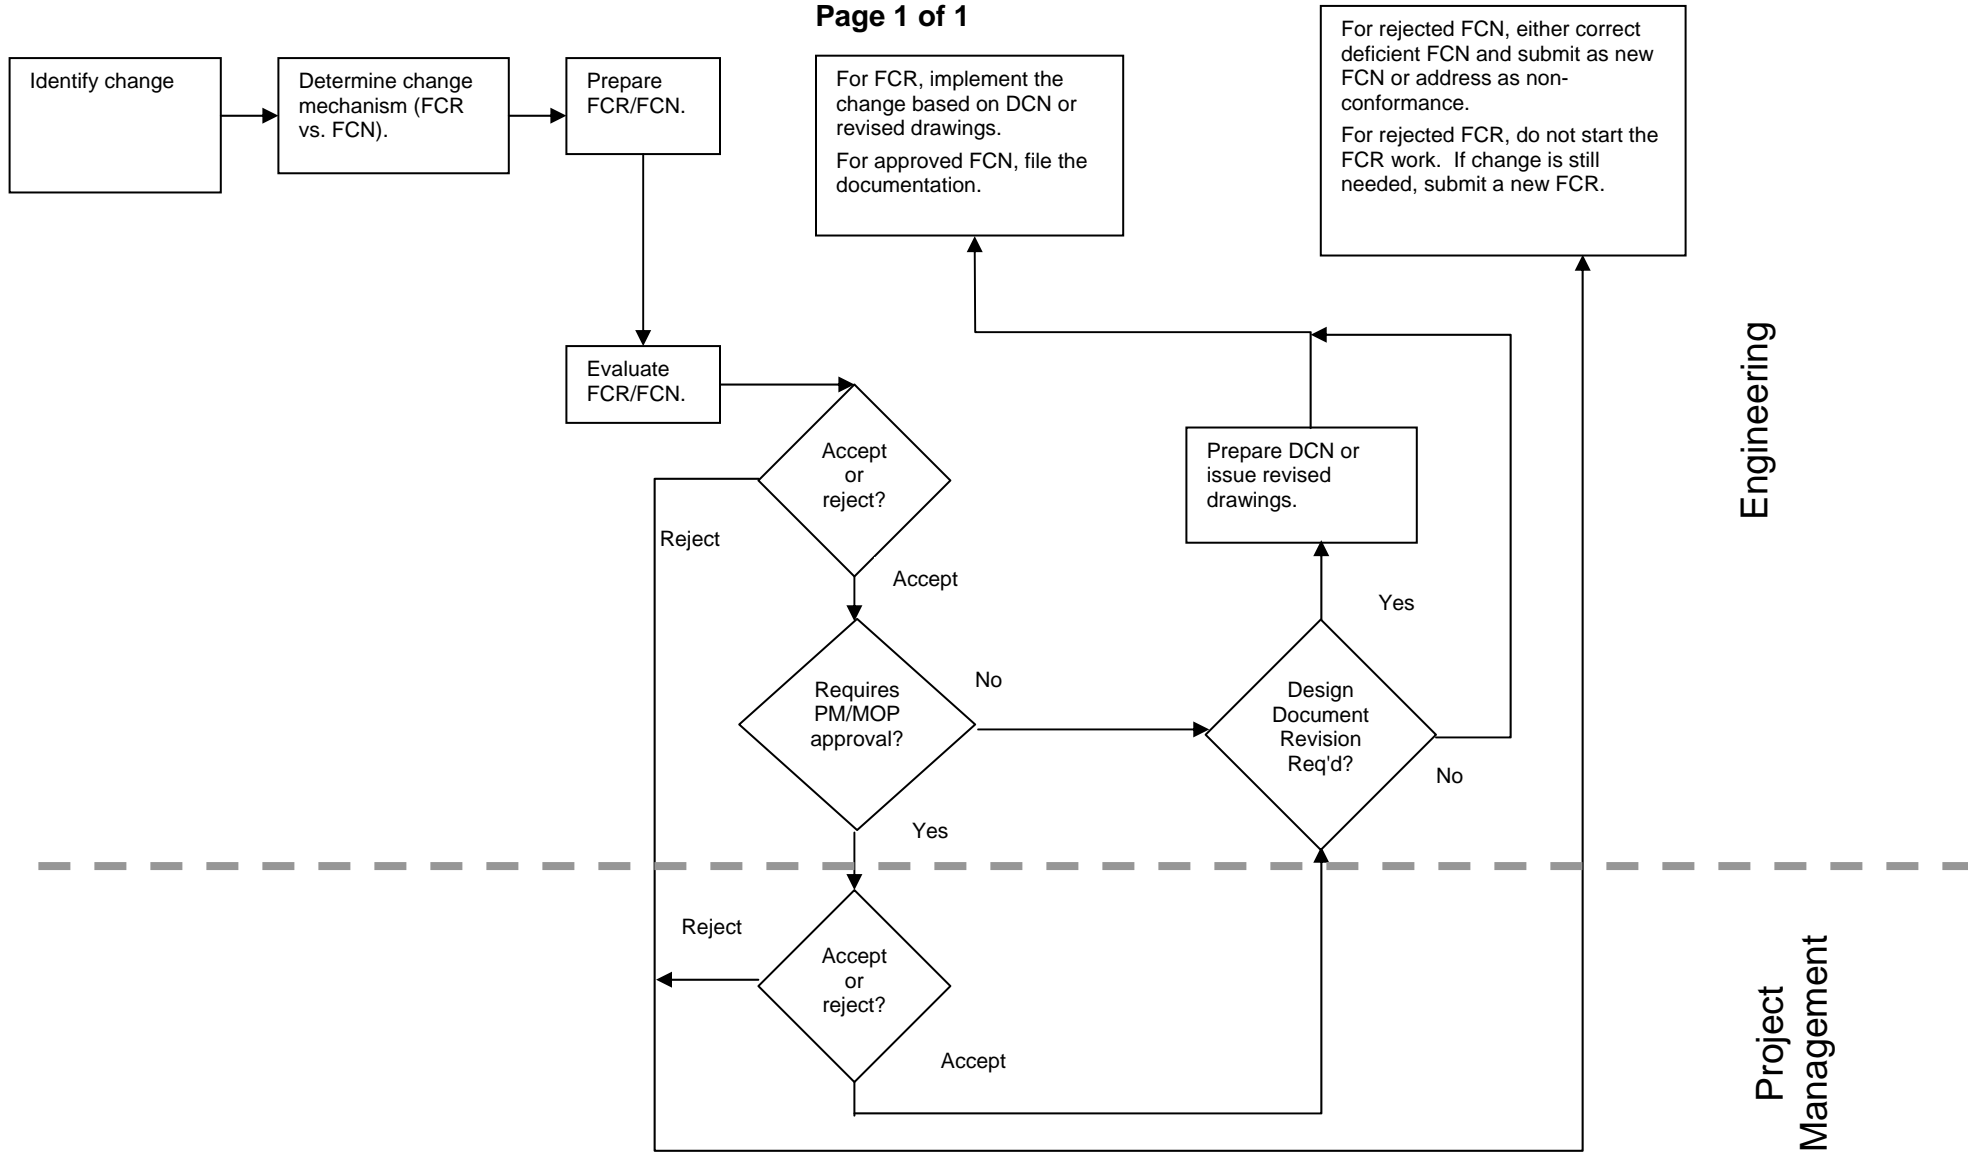 Page 1 of 1
Identify change
Determine change
mechanism (FCR
vs. FCN).
Prepare
FCR/FCN.
For FCR, implement the
change based on DCN or
revised drawings.
For approved FCN, file the
documentation.
For rejected FCN, either correct
deficient FCN and submit as new
FCN or address as non-
conformance.
For rejected FCR, do not start the
FCR work.  If change is still
needed, submit a new FCR.
Evaluate
FCR/FCN.
Accept
or
reject?
Reject
Accept
Prepare DCN or
issue revised
drawings.
Yes
Requires
PM/MOP
approval?
No
Design
Document
Revision
Req'd?
No
Yes
Engineering
Reject
Accept
or
reject?
Accept
Project
Management